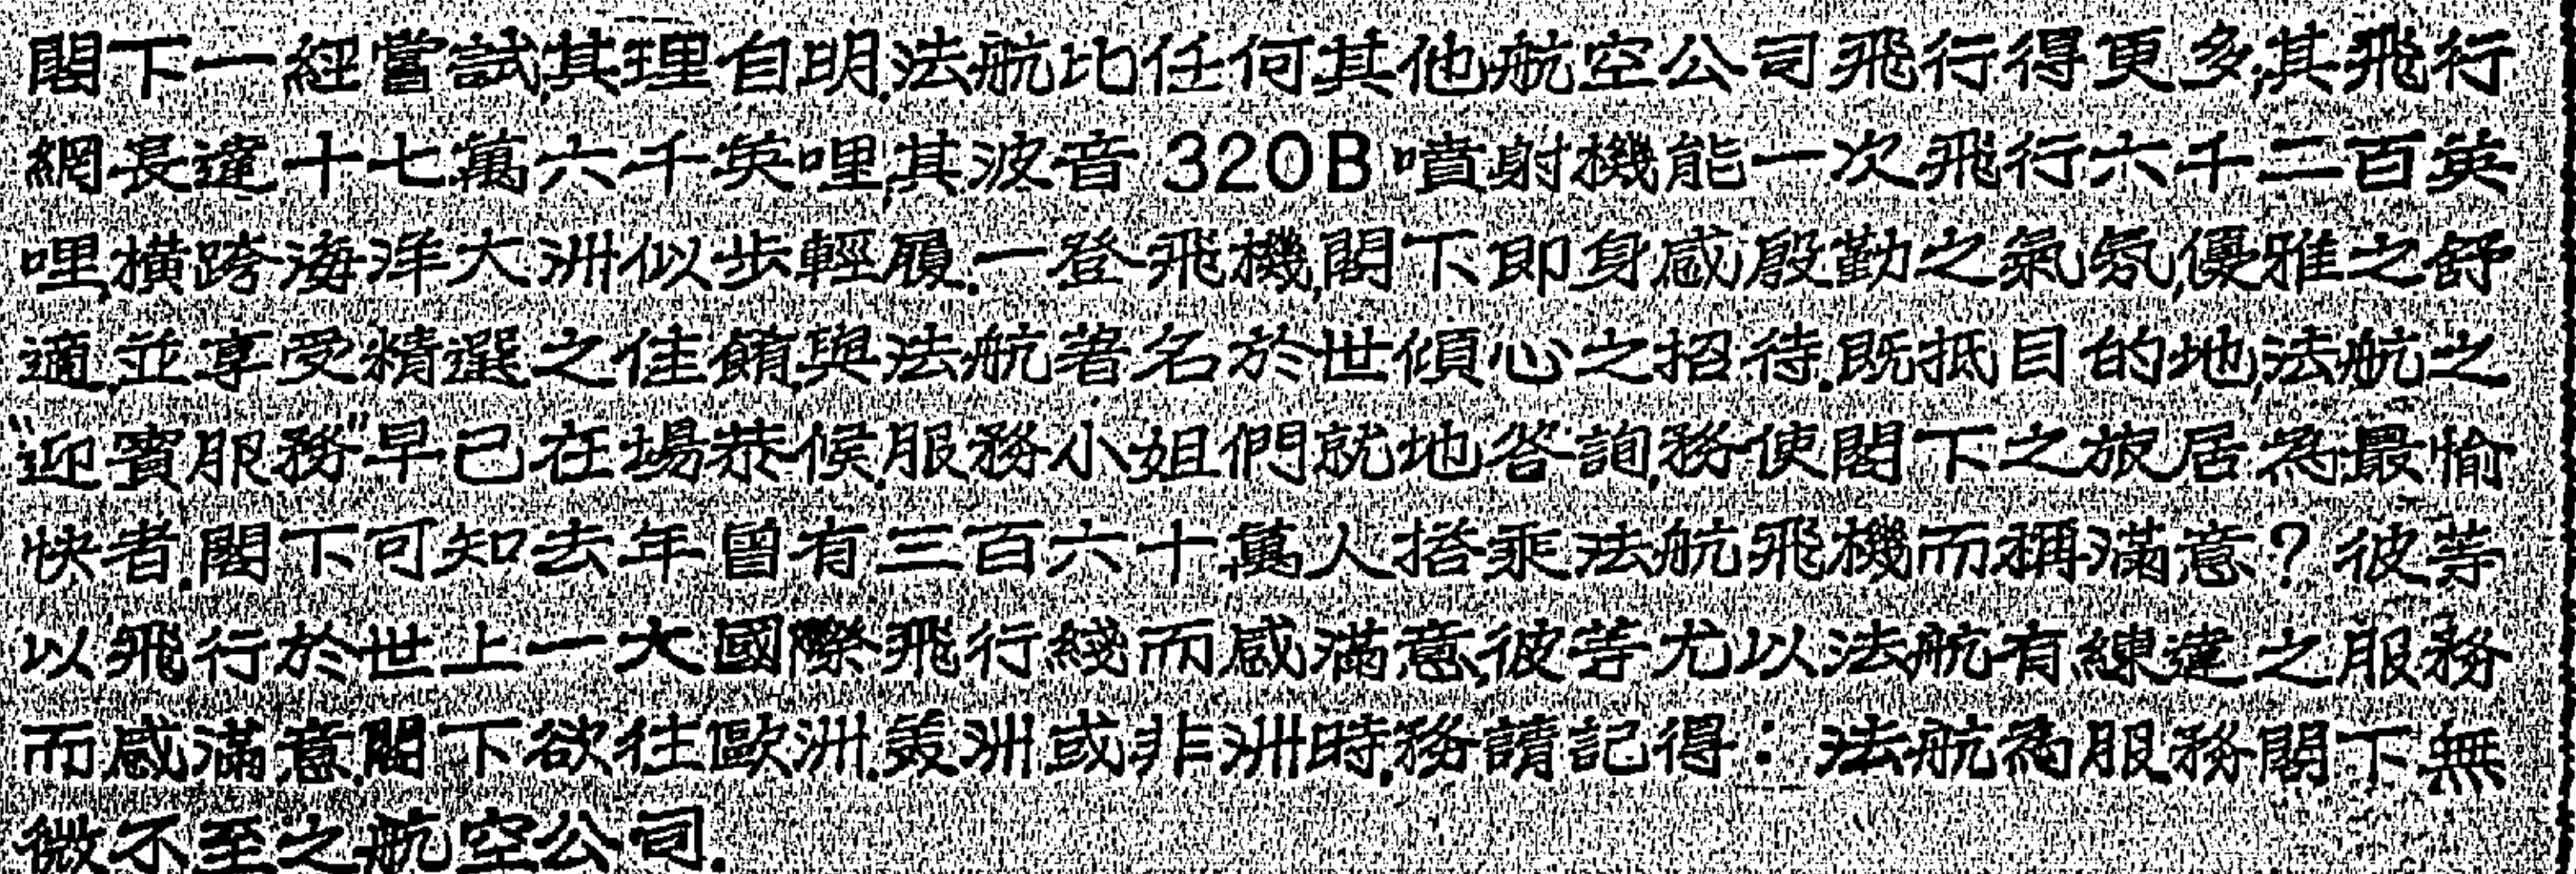 閣下一經嘗試,其理自明.法航比任何其他航空公司飛行得更多;其飛行
網長達十七萬六千英哩,其波音 320B 噴射機能一次飛行六千二百英
哩,橫跨海洋大洲似步輕履.一登飛機,閣下即身感殷勤之氣氛,優雅之舒
適,並享受精選之佳餚,與法航著名於世傾心之招待.既抵目的地,法航之
"迎賓服務"早已在場恭候.服務小姐們就地答詢,務使閣下之旅居為最愉
快者.閣下可知去年曾有三百六十萬人搭乘法航飛機而稱滿意? 彼等
以飛行於世上一大國際飛行綫而感滿意,彼等尤以法航有練達之服務
而感滿意.閣下欲往歐洲.美洲或非洲時,務請記得: 法航為服務閣下無
微不至之航空公司.